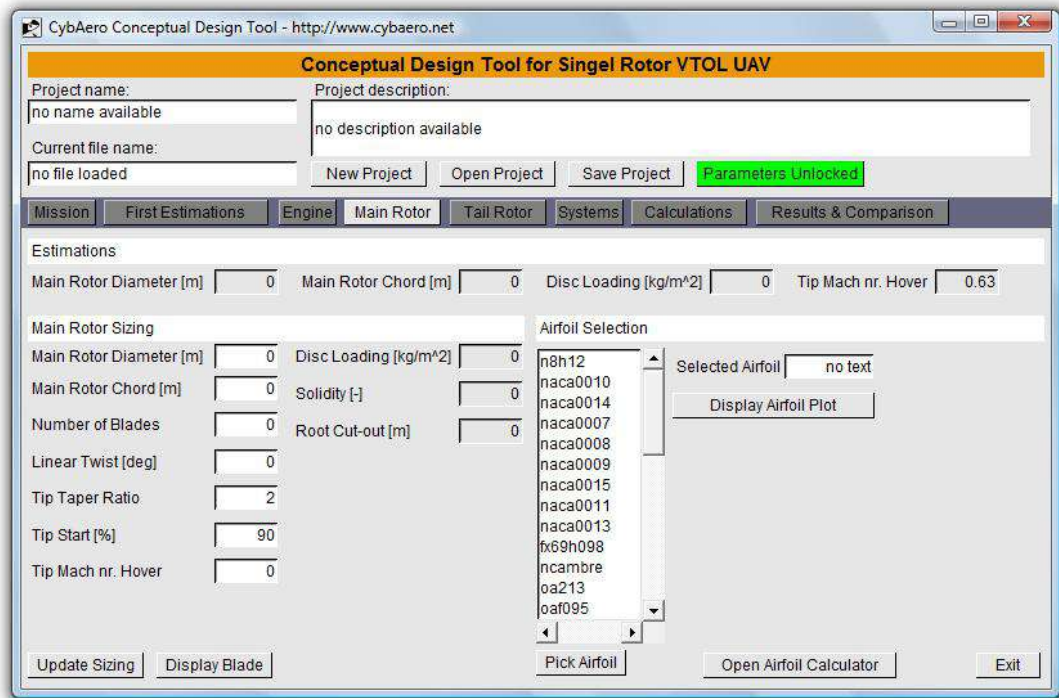 CybAero Conceptual Design Tool - http://www.cybaero.net
Conceptual Design Tool for Singel Rotor VTOL UAV
Project name:
no name available
Project description:
no description available
Current file name:
no file loaded
New Project Open Project Save Project Parameters Unlocked
Mission First Estimations Engine Main Rotor Tail Rotor Systems Calculations Results & Comparison
Estimations
Main Rotor Diameter [m] 0 Main Rotor Chord [m] 0 Disc Loading [kg/m^2] 0 Tip Mach nr. Hover 0.63
Main Rotor Sizing
Main Rotor Diameter [m] 0 Disc Loading [kg/m^2] 0
Main Rotor Chord [m] 0 Solidity [-] 0
Number of Blades 0 Root Cut-out [m] 0
Linear Twist [deg] 0
Tip Taper Ratio 2
Tip Start [%] 90
Tip Mach nr. Hover 0
Update Sizing Display Blade
Airfoil Selection
n8h12
naca0010
naca0014
naca0007
naca0008
naca0009
naca0015
naca0011
naca0013
fx69h098
ncambre
oa213
oaf095
Selected Airfoil no text
Display Airfoil Plot
Pick Airfoil Open Airfoil Calculator Exit